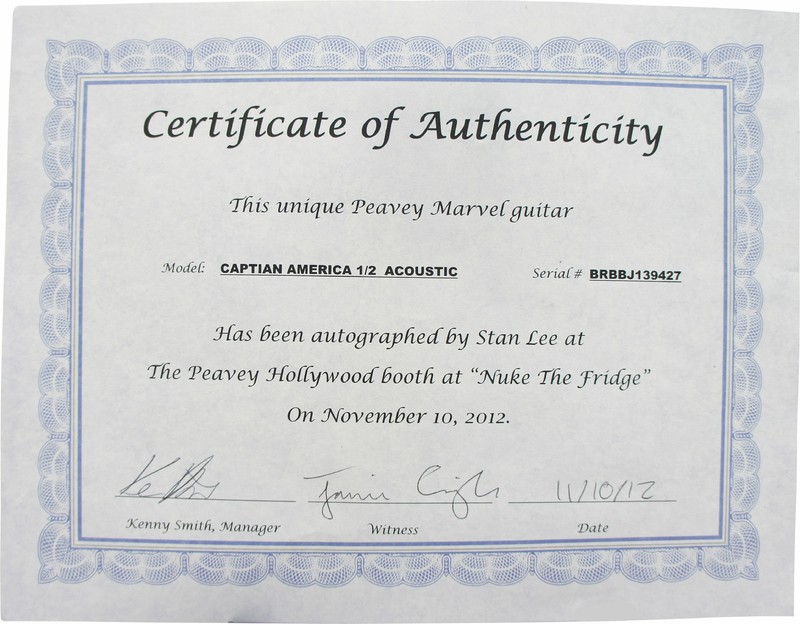 Certificate of Authenticity
This unique Peavey Marvel guitar
Model: CAPTIAN AMERICA 1/2 ACOUSTIC Serial # BRBBJ139427
Has been autographed by Stan Lee at
The Peavey Hollywood booth at “Nuke The Fridge”
On November 10, 2012.
11/10/12
Kenny Smith, Manager Witness Date